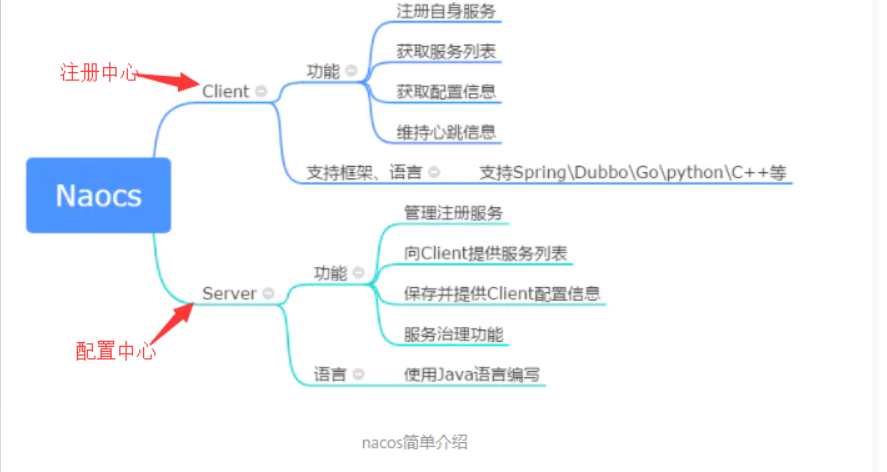 注册自身服务
功能
获取服务列表
注册中心
Client
获取配置信息
维持心跳信息
支持框架、语言
支持Spring\Dubbo\Go\python\C++等
Naocs
管理注册服务
向Client提供服务列表
功能
Server
保存并提供Client配置信息
服务治理功能
配置中心
语言
使用Java语言编写
nacos简单介绍